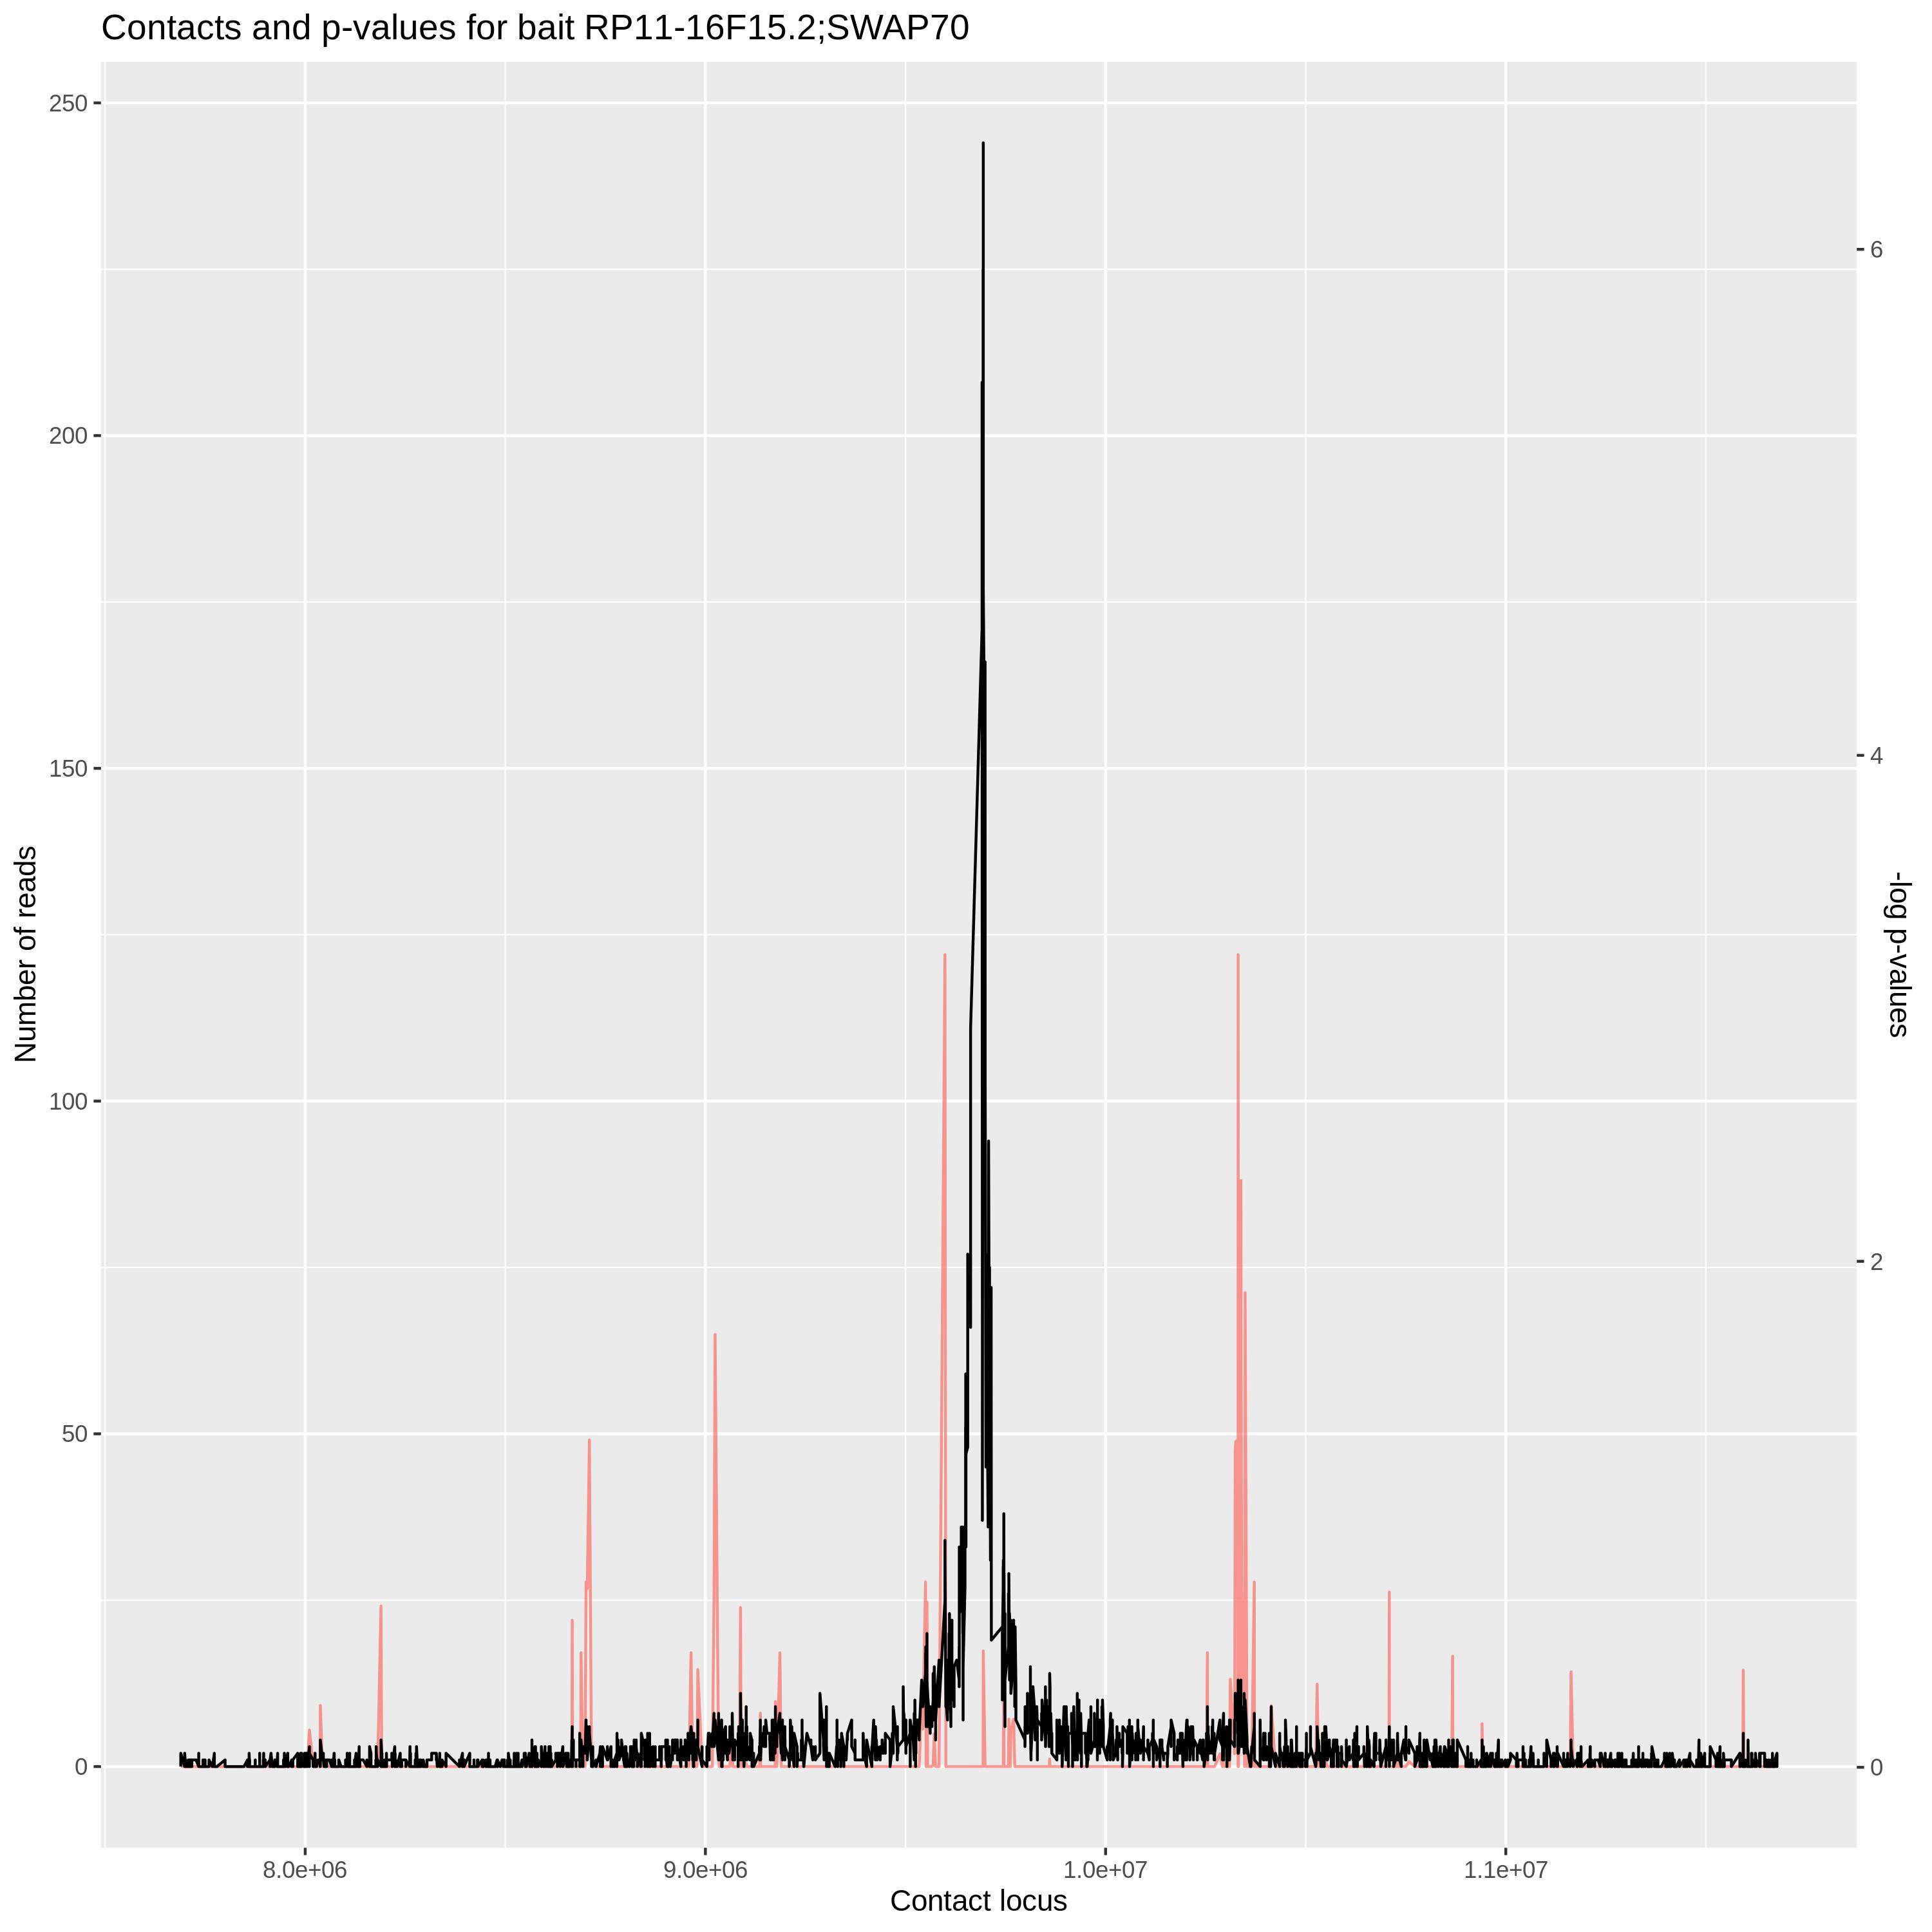 Contacts and p-values for bait RP11-16F15.2;SWAP70
250
200
150
100
50
0
Number of reads
6
4
2
0
-log p-values
8.0e+06 9.0e+06 1.0e+07 1.1e+07
Contact locus